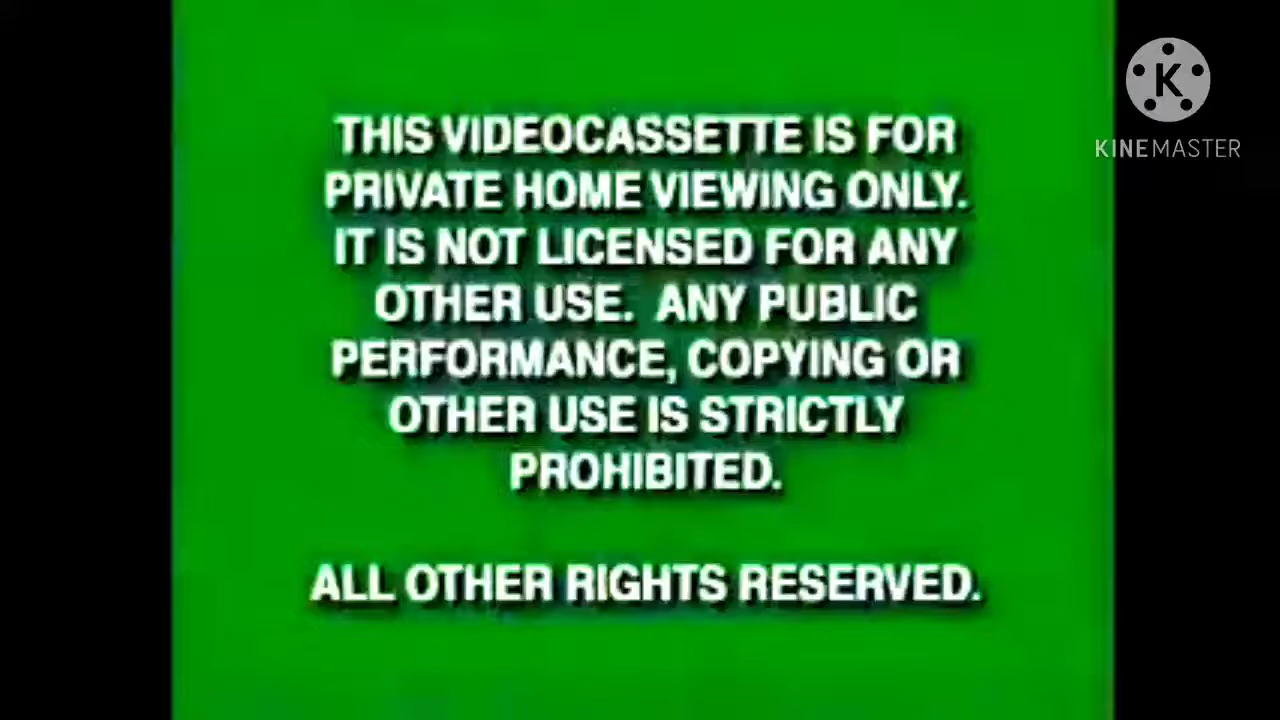 THIS VIDEOCASSETTE IS FOR
PRIVATE HOME VIEWING ONLY.
IT IS NOT LICENSED FOR ANY
OTHER USE.  ANY PUBLIC
PERFORMANCE, COPYING OR
OTHER USE IS STRICTLY
PROHIBITED.
ALL OTHER RIGHTS RESERVED.
K
KINEMASTER